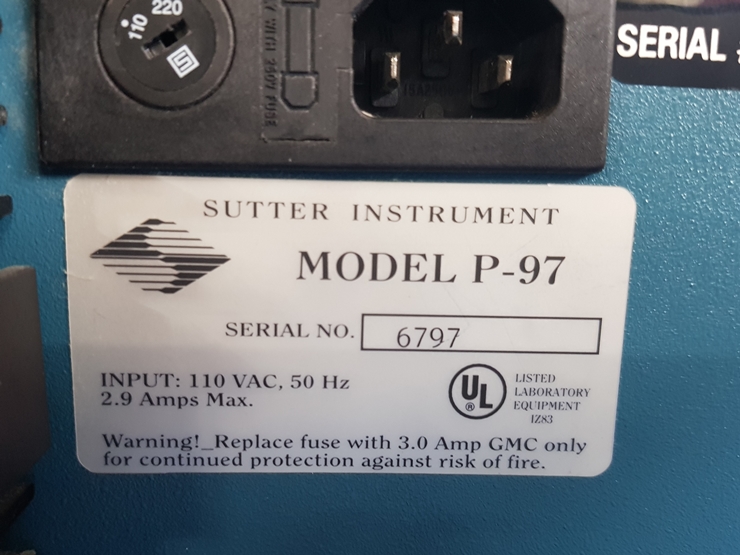 220
110
SERIAL
250V FUSE
SUTTER INSTRUMENT
MODEL P-97
SERIAL NO. 6797
INPUT: 110 VAC, 50 Hz
2.9 Amps Max.
UL
®
LISTED
LABORATORY
EQUIPMENT
IZ83
Warning!_Replace fuse with 3.0 Amp GMC only
for continued protection against risk of fire.